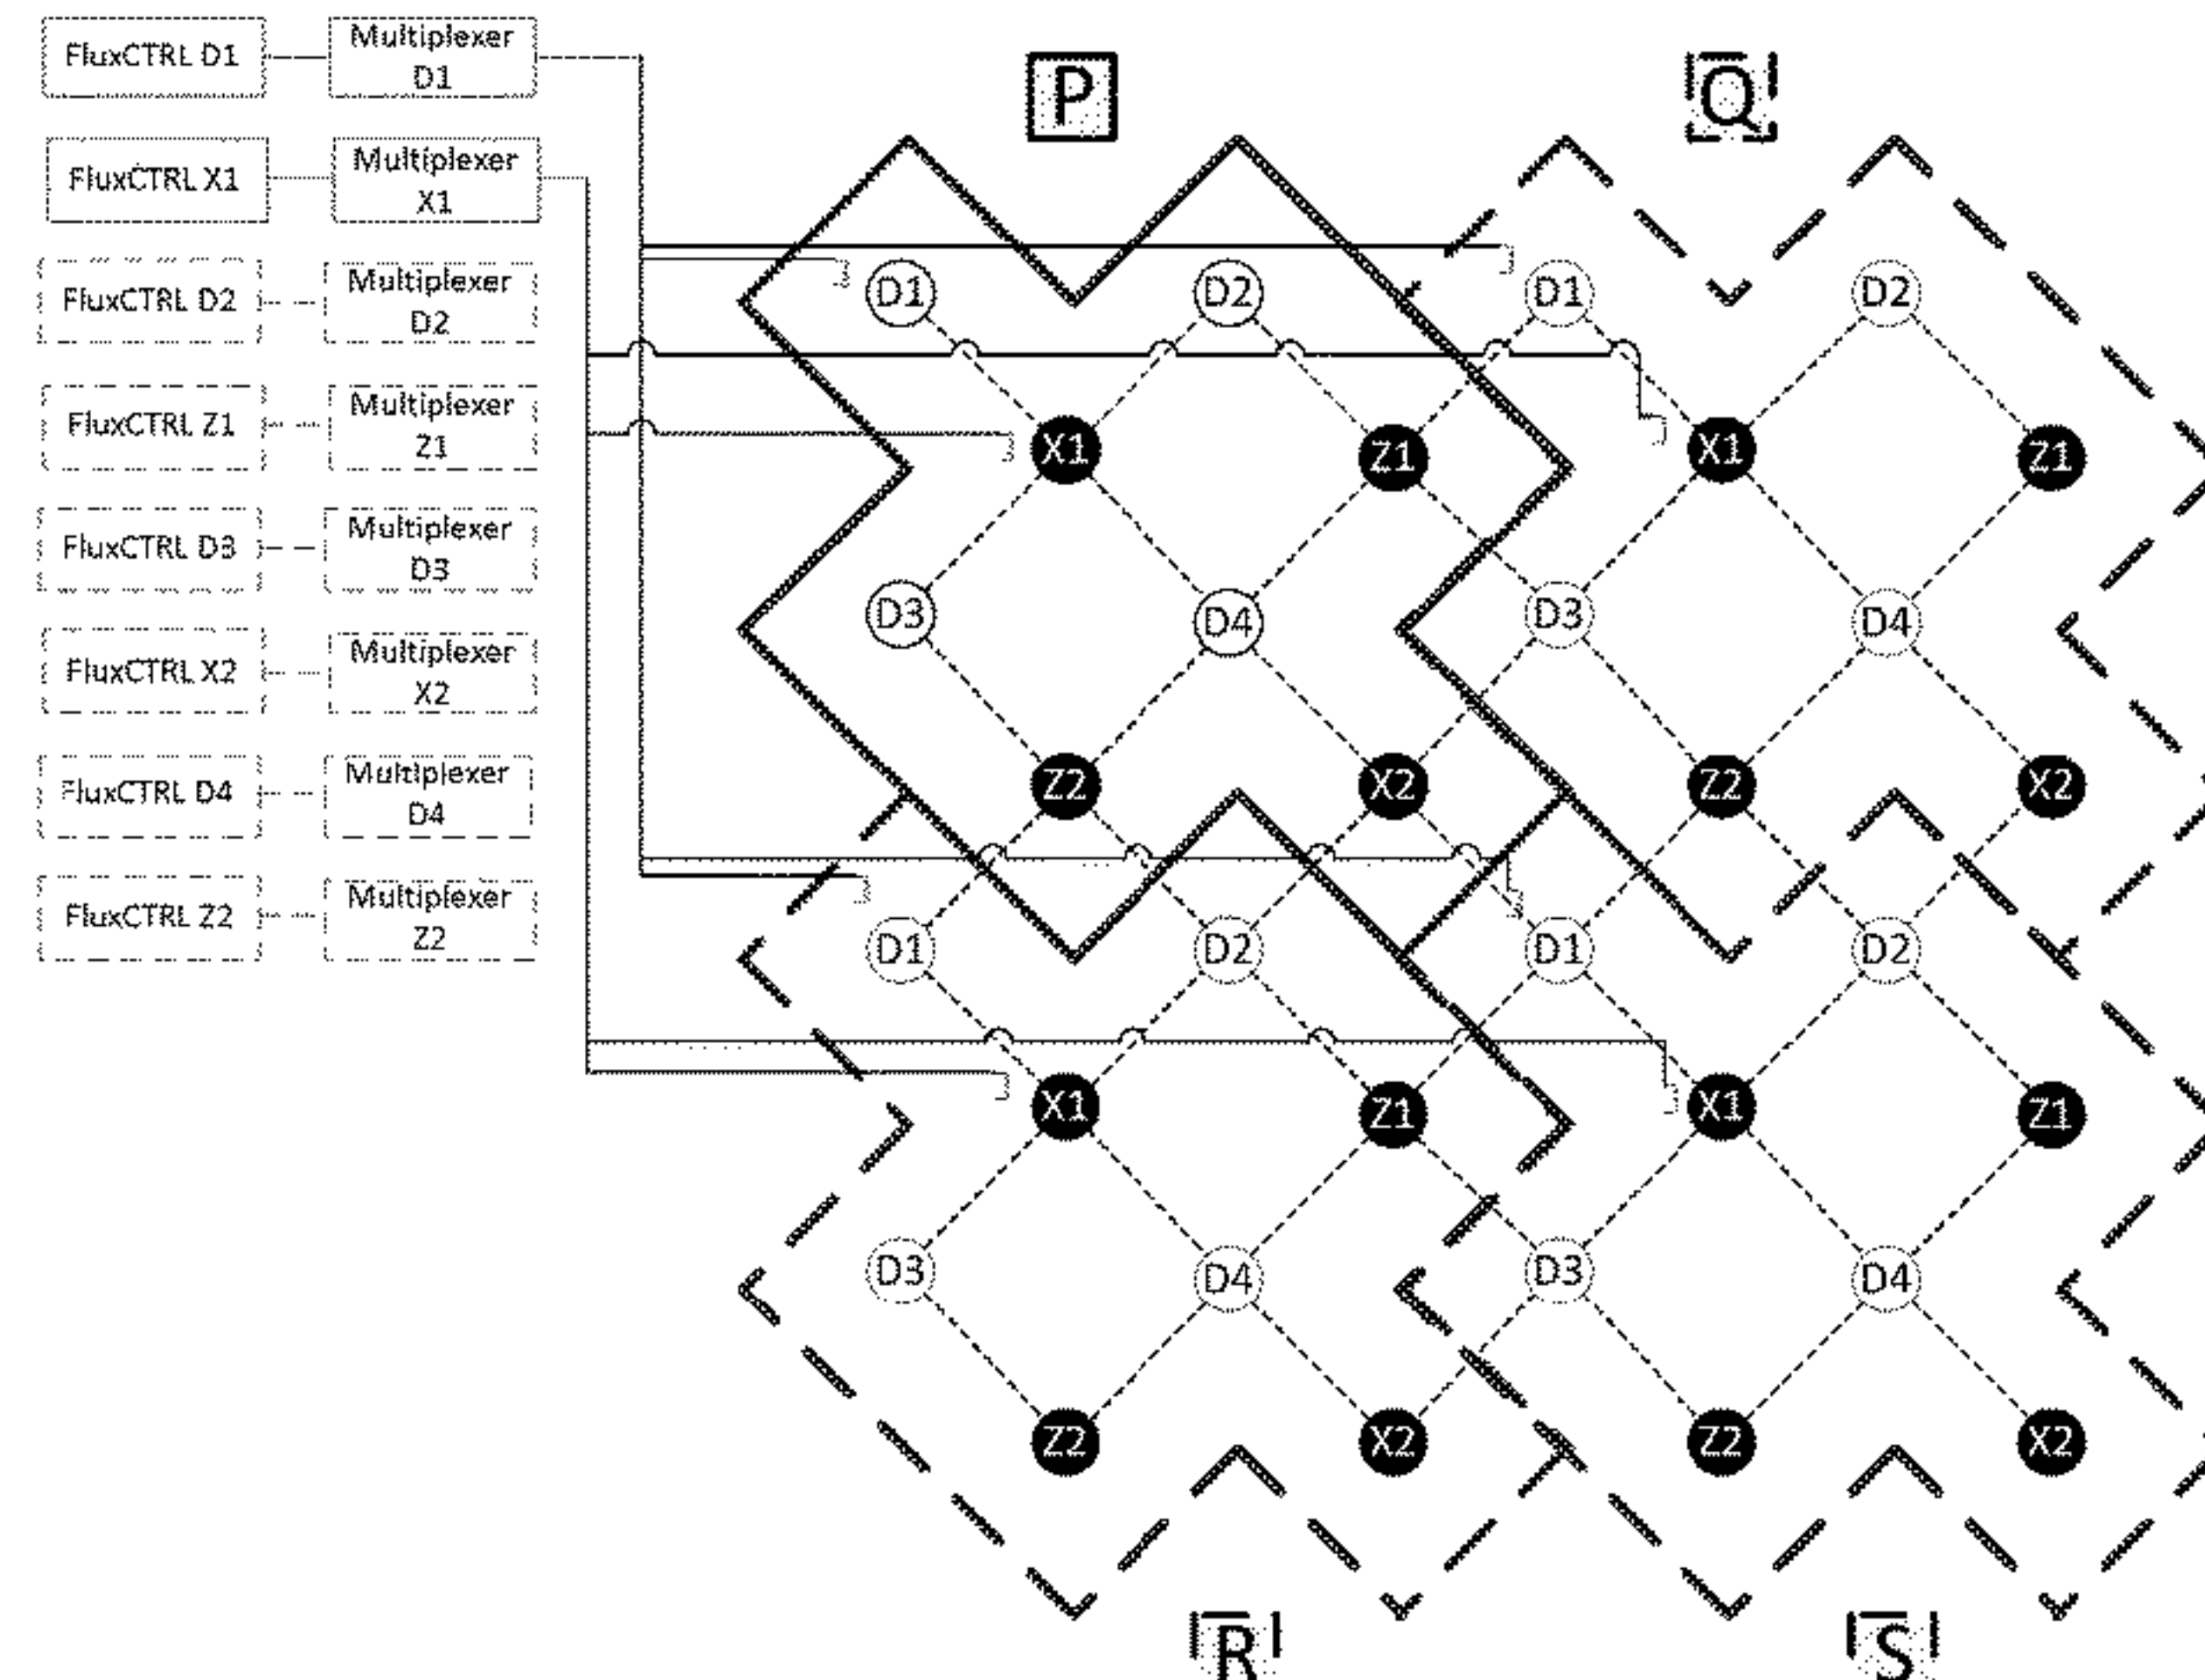 FluxCTRL D1
Multiplexer
D1
FluxCTRL X1
Multiplexer
X1
FluxCTRL D2
Multiplexer
D2
FluxCTRL Z1
Multiplexer
Z1
FluxCTRL D3
Multiplexer
D3
FluxCTRL X2
Multiplexer
X2
FluxCTRL D4
Multiplexer
D4
FluxCTRL Z2
Multiplexer
Z2
P Q
D1 D2 D1 D2
X1 Z1 X1 Z1
D3 D4 D3 D4
Z2 X2 Z2 X2
D1 D2 D1 D2
X1 Z1 X1 Z1
D3 D4 D3 D4
Z2 X2 Z2 X2
R S